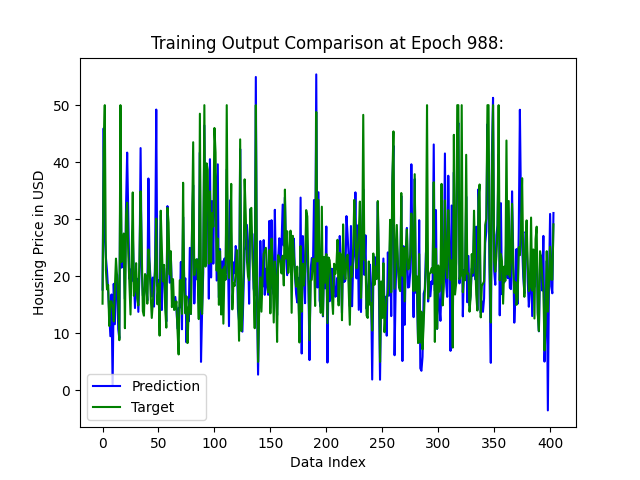 Training Output Comparison at Epoch 988:
Housing Price in USD
50
40
30
20
10
0
Prediction
Target
0 50 100 150 200 250 300 350 400
Data Index